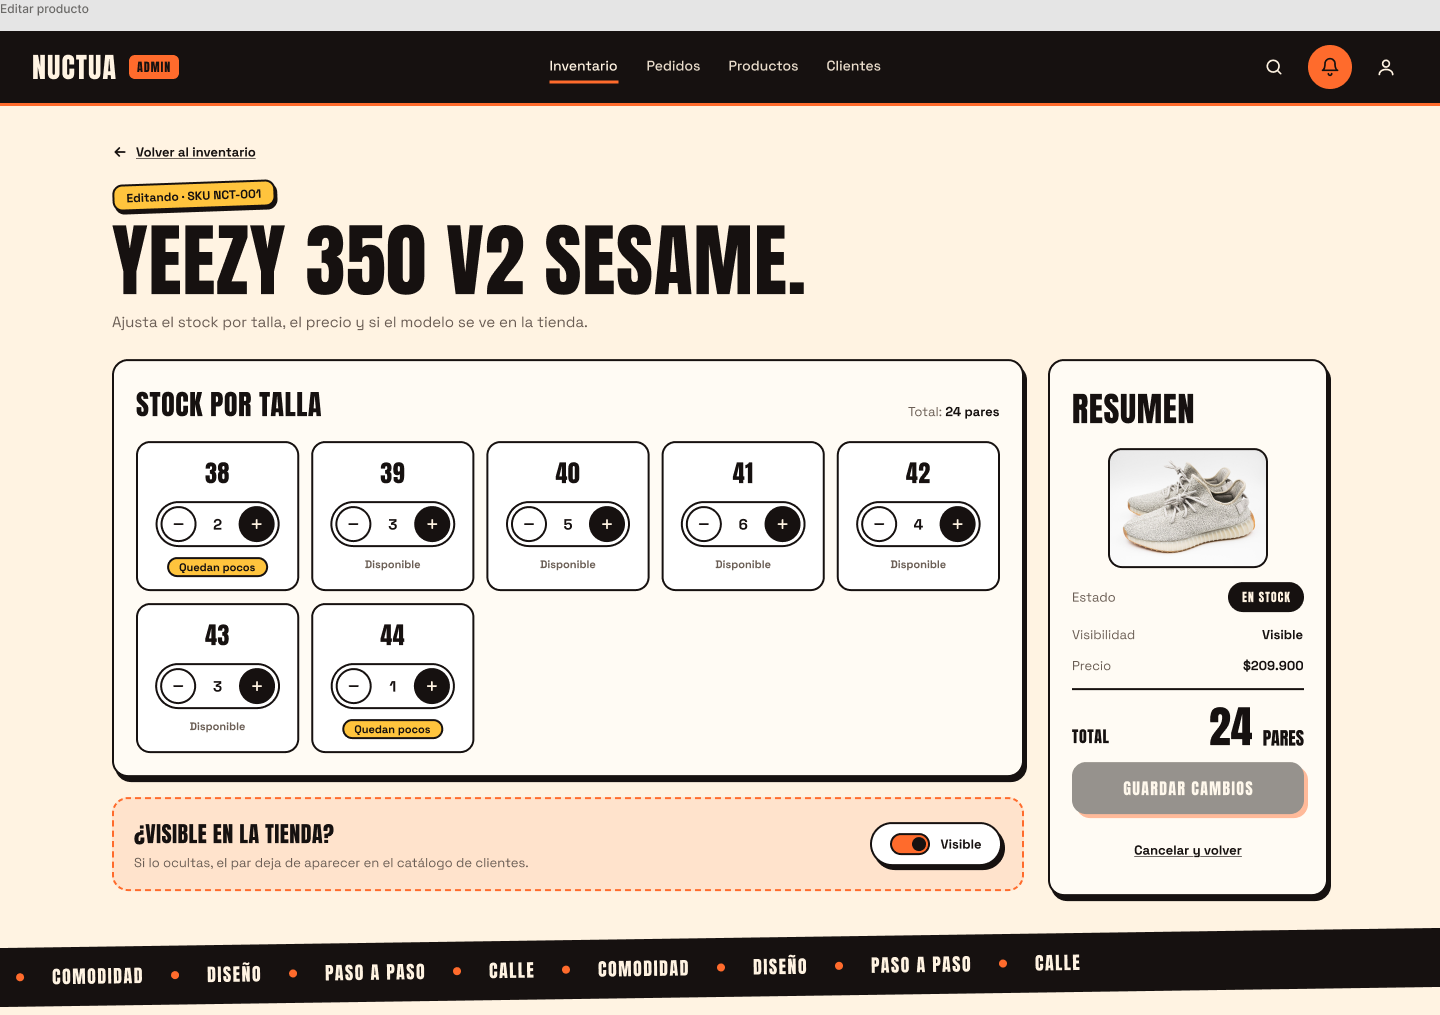 Editar producto
NUCTUA ADMIN Inventario Pedidos Productos Clientes
Volver al inventario
Editando · SKU NCT-001
YEEZY 350 V2 SESAME.
Ajusta el stock por talla, el precio y si el modelo se ve en la tienda.
STOCK POR TALLA
Total: 24 pares
38 39 40 41 42
− 2 + − 3 + − 5 + − 6 + − 4 +
Quedan pocos Disponible Disponible Disponible Disponible
43 44
− 3 + − 1 +
Disponible Quedan pocos
¿VISIBLE EN LA TIENDA?
Si lo ocultas, el par deja de aparecer en el catálogo de clientes.
Visible
RESUMEN
Estado EN STOCK
Visibilidad Visible
Precio $209.900
TOTAL 24 PARES
GUARDAR CAMBIOS
Cancelar y volver
• COMODIDAD • DISEÑO • PASO A PASO • CALLE • COMODIDAD • DISEÑO • PASO A PASO • CALLE